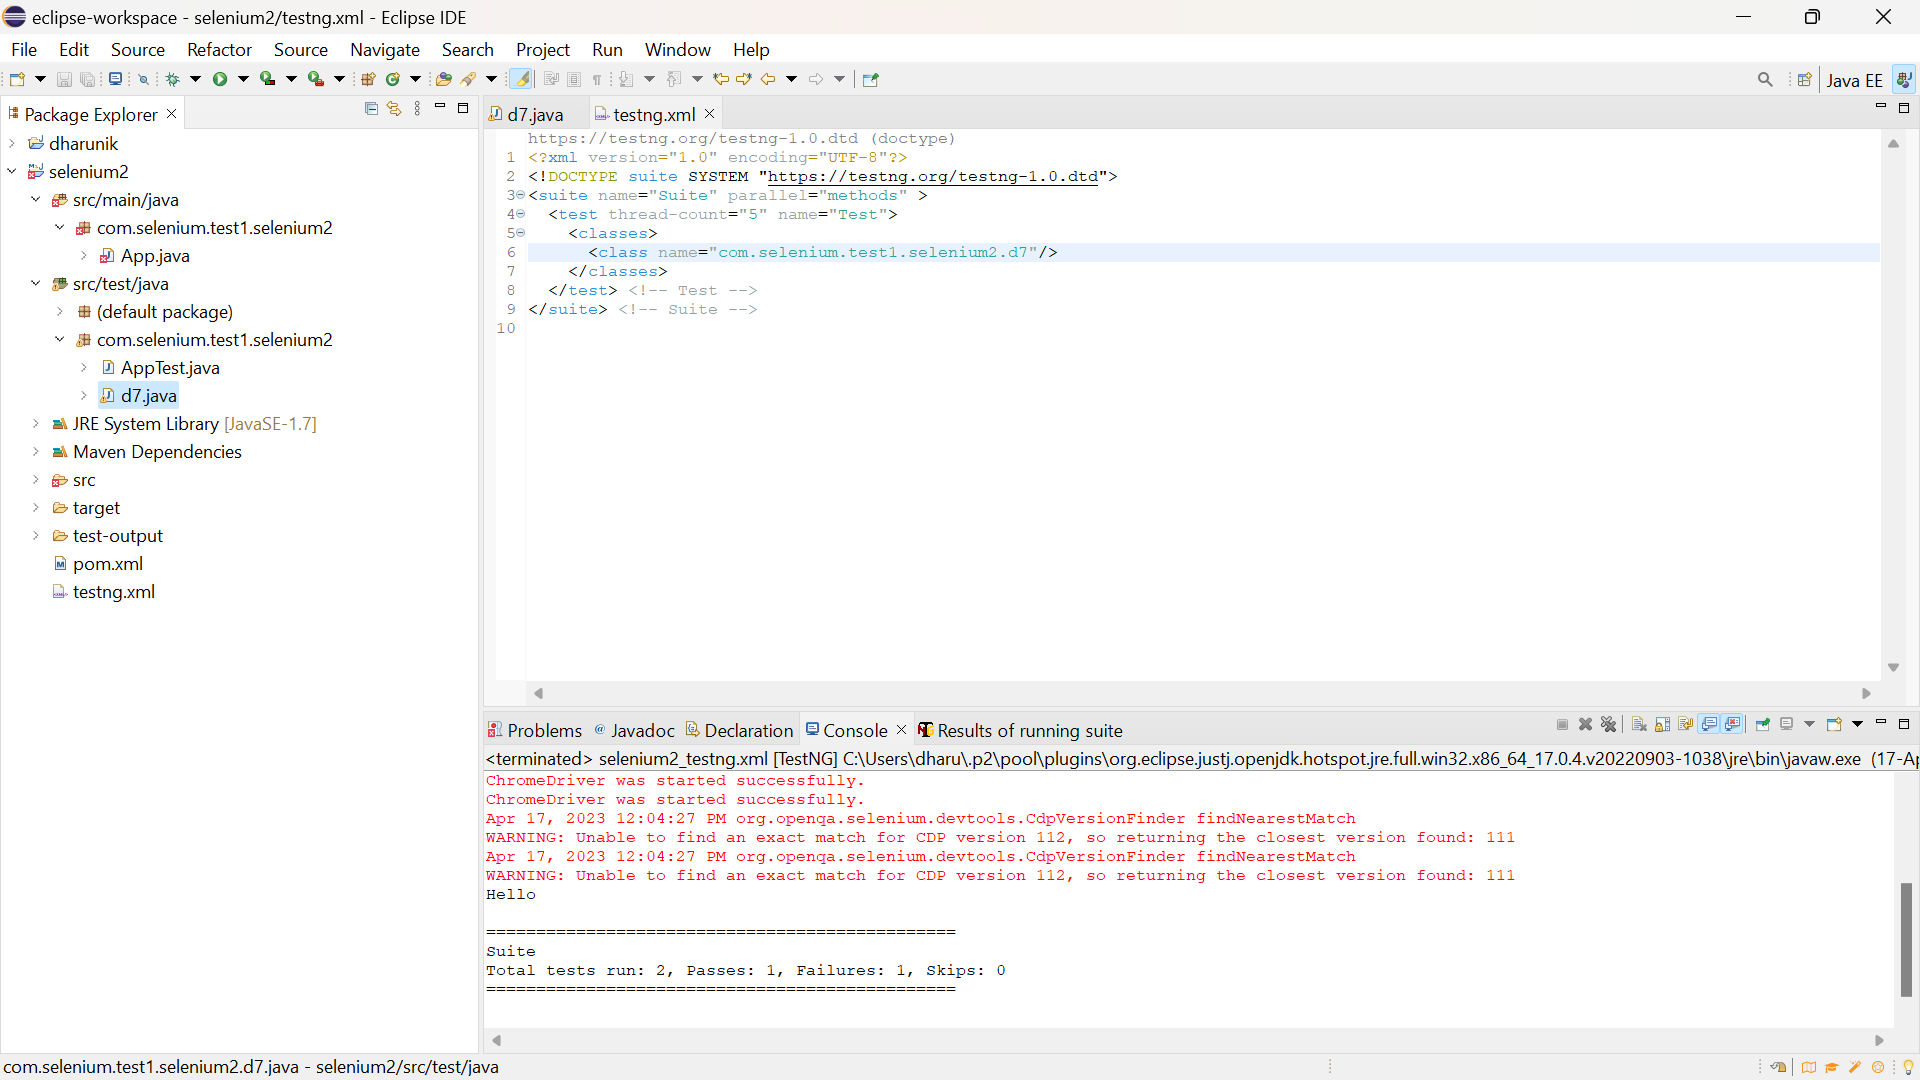 eclipse-workspace - selenium2/testng.xml - Eclipse IDE
File Edit Source Refactor Source Navigate Search Project Run Window Help
Java EE
Package Explorer
dharunik
selenium2
src/main/java
com.selenium.test1.selenium2
App.java
src/test/java
(default package)
com.selenium.test1.selenium2
AppTest.java
d7.java
JRE System Library [JavaSE-1.7]
Maven Dependencies
src
target
test-output
pom.xml
testng.xml
d7.java testng.xml
https://testng.org/testng-1.0.dtd (doctype)
1 <?xml version="1.0" encoding="UTF-8"?>
2 <!DOCTYPE suite SYSTEM "https://testng.org/testng-1.0.dtd">
3 <suite name="Suite" parallel="methods" >
4 <test thread-count="5" name="Test">
5 <classes>
6 <class name="com.selenium.test1.selenium2.d7"/>
7 </classes>
8 </test> <!-- Test -->
9 </suite> <!-- Suite -->
10
Problems Javadoc Declaration Console Results of running suite
<terminated> selenium2_testng.xml [TestNG] C:\Users\dharu\.p2\pool\plugins\org.eclipse.justj.openjdk.hotspot.jre.full.win32.x86_64_17.0.4.v20220903-1038\jre\bin\javaw.exe (17-Ap
ChromeDriver was started successfully.
ChromeDriver was started successfully.
Apr 17, 2023 12:04:27 PM org.openqa.selenium.devtools.CdpVersionFinder findNearestMatch
WARNING: Unable to find an exact match for CDP version 112, so returning the closest version found: 111
Apr 17, 2023 12:04:27 PM org.openqa.selenium.devtools.CdpVersionFinder findNearestMatch
WARNING: Unable to find an exact match for CDP version 112, so returning the closest version found: 111
Hello
===============================================
Suite
Total tests run: 2, Passes: 1, Failures: 1, Skips: 0
===============================================
com.selenium.test1.selenium2.d7.java - selenium2/src/test/java